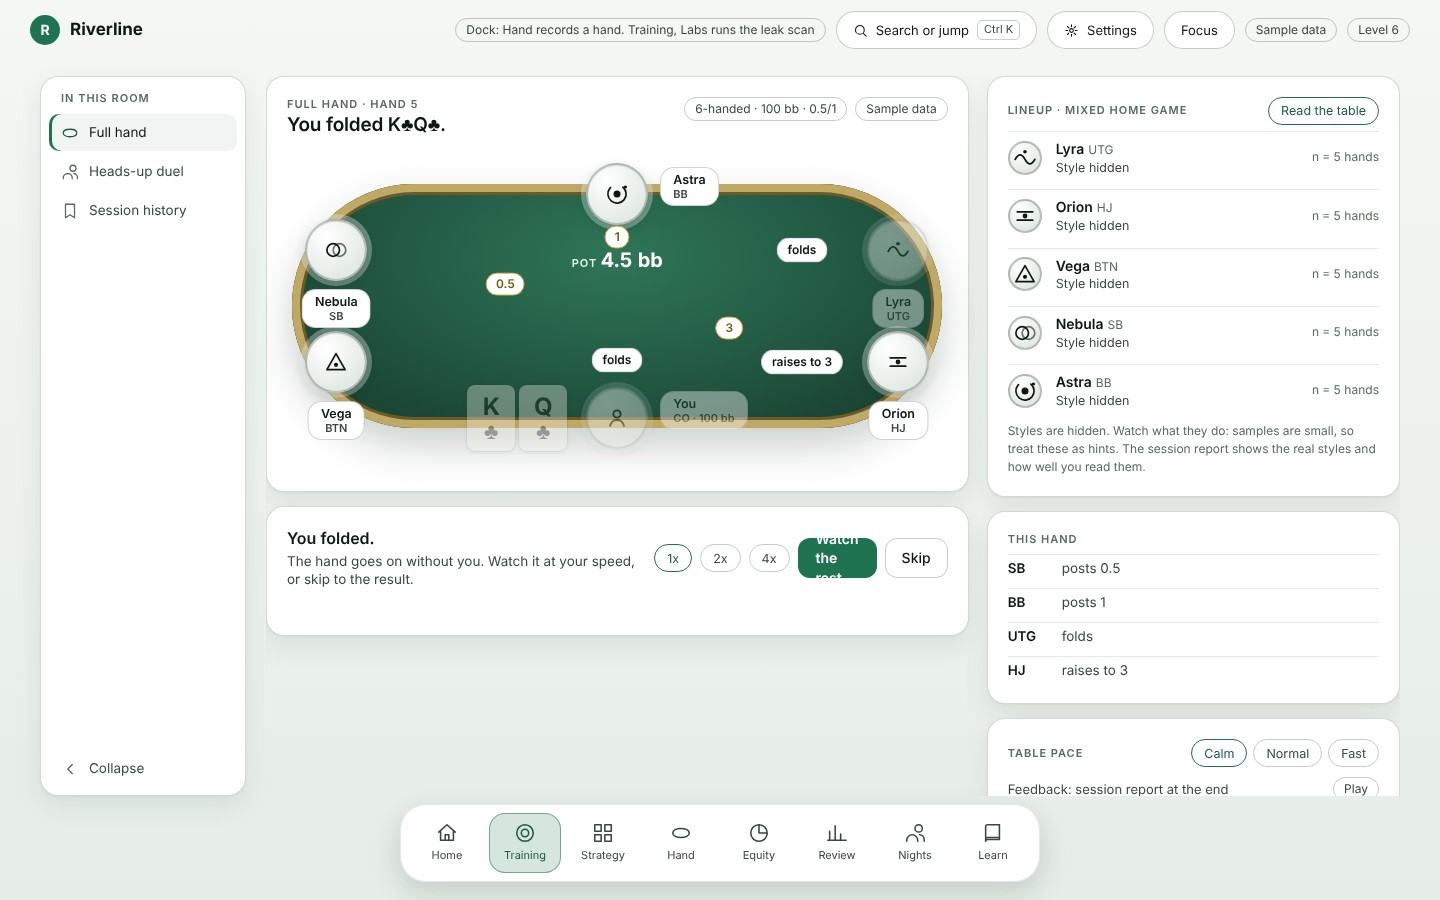 R Riverline
Dock: Hand records a hand. Training, Labs runs the leak scan
Search or jump Ctrl K
Settings
Focus
Sample data
Level 6
IN THIS ROOM
Full hand
Heads-up duel
Session history
Collapse
FULL HAND · HAND 5
You folded K♣Q♣.
6-handed · 100 bb · 0.5/1
Sample data
Astra
BB
1
POT 4.5 bb
folds
0.5
Nebula
SB
Lyra
UTG
3
folds
raises to 3
Vega
BTN
K♣
Q♣
You
CO · 100 bb
Orion
HJ
You folded.
The hand goes on without you. Watch it at your speed,
or skip to the result.
1x
2x
4x
Watch
the
rest
Skip
LINEUP · MIXED HOME GAME
Read the table
Lyra UTG
Style hidden
n = 5 hands
Orion HJ
Style hidden
n = 5 hands
Vega BTN
Style hidden
n = 5 hands
Nebula SB
Style hidden
n = 5 hands
Astra BB
Style hidden
n = 5 hands
Styles are hidden. Watch what they do: samples are small, so
treat these as hints. The session report shows the real styles and
how well you read them.
THIS HAND
SB posts 0.5
BB posts 1
UTG folds
HJ raises to 3
TABLE PACE
Calm
Normal
Fast
Feedback: session report at the end
Play
Home
Training
Strategy
Hand
Equity
Review
Nights
Learn